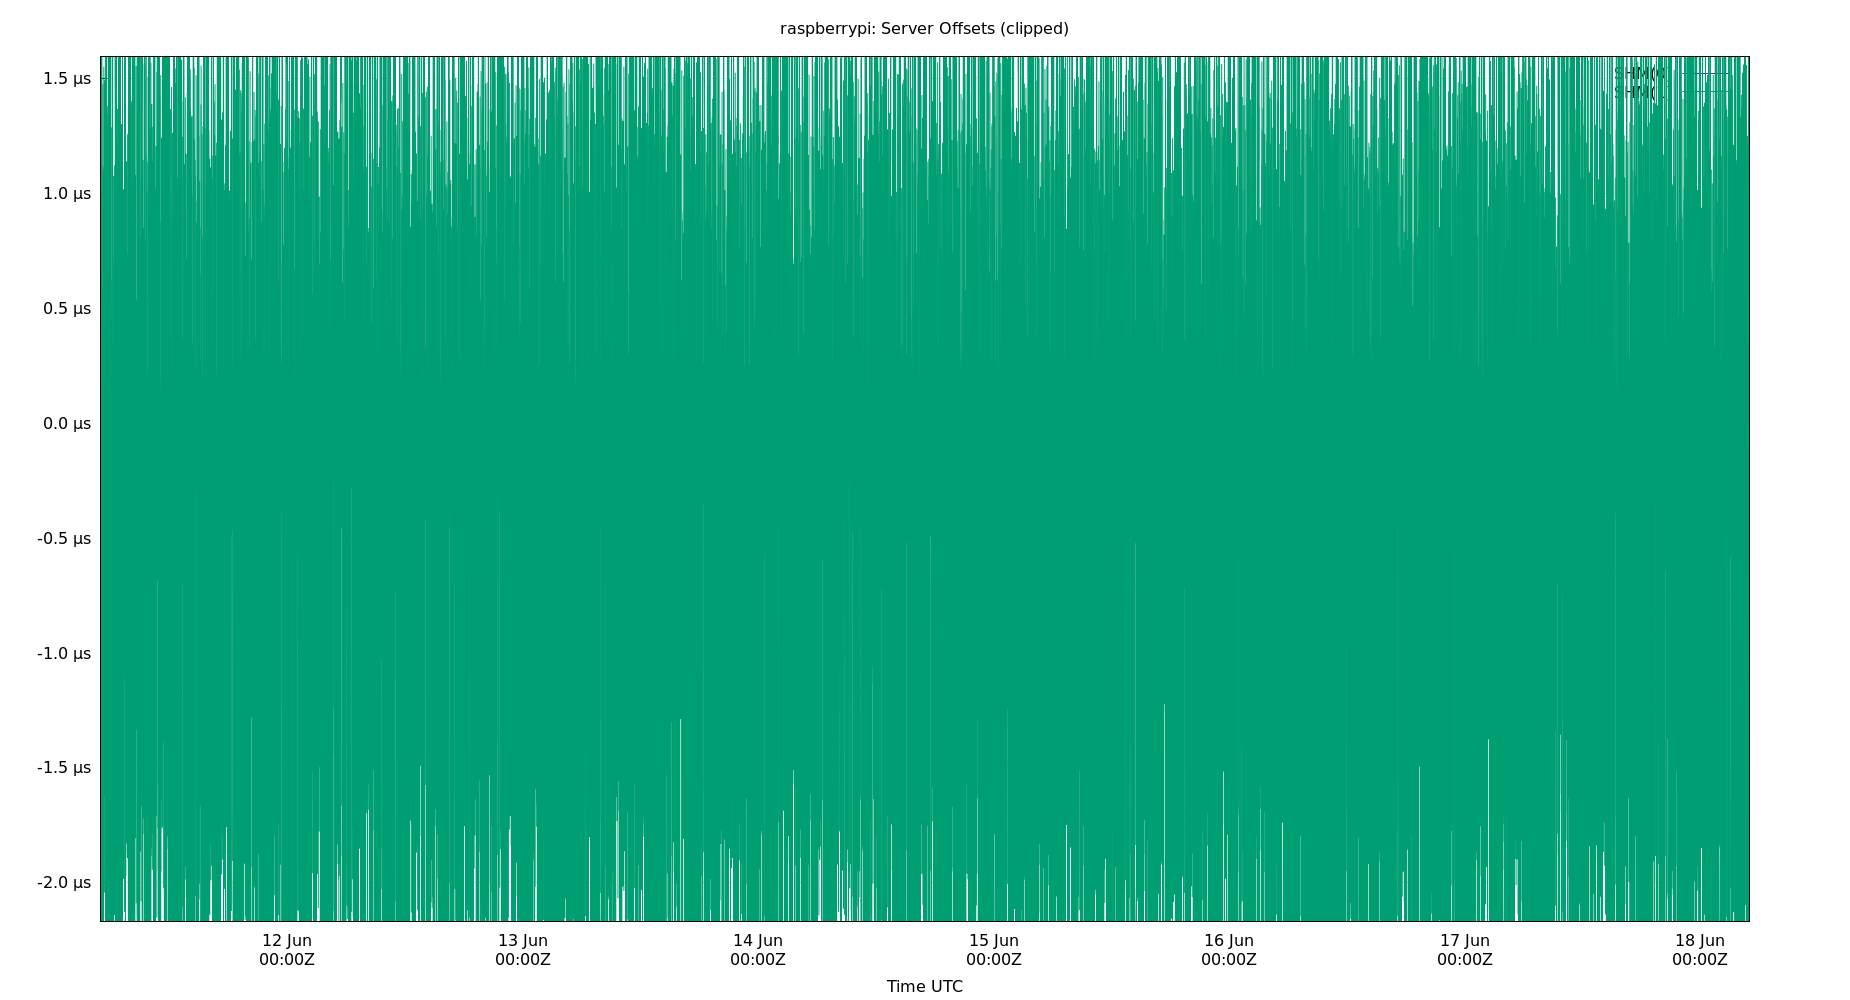 raspberrypi: Server Offsets (clipped)
1.5 µs
1.0 µs
0.5 µs
0.0 µs
-0.5 µs
-1.0 µs
-1.5 µs
-2.0 µs
12 Jun
00:00Z
13 Jun
00:00Z
14 Jun
00:00Z
15 Jun
00:00Z
16 Jun
00:00Z
17 Jun
00:00Z
18 Jun
00:00Z
Time UTC